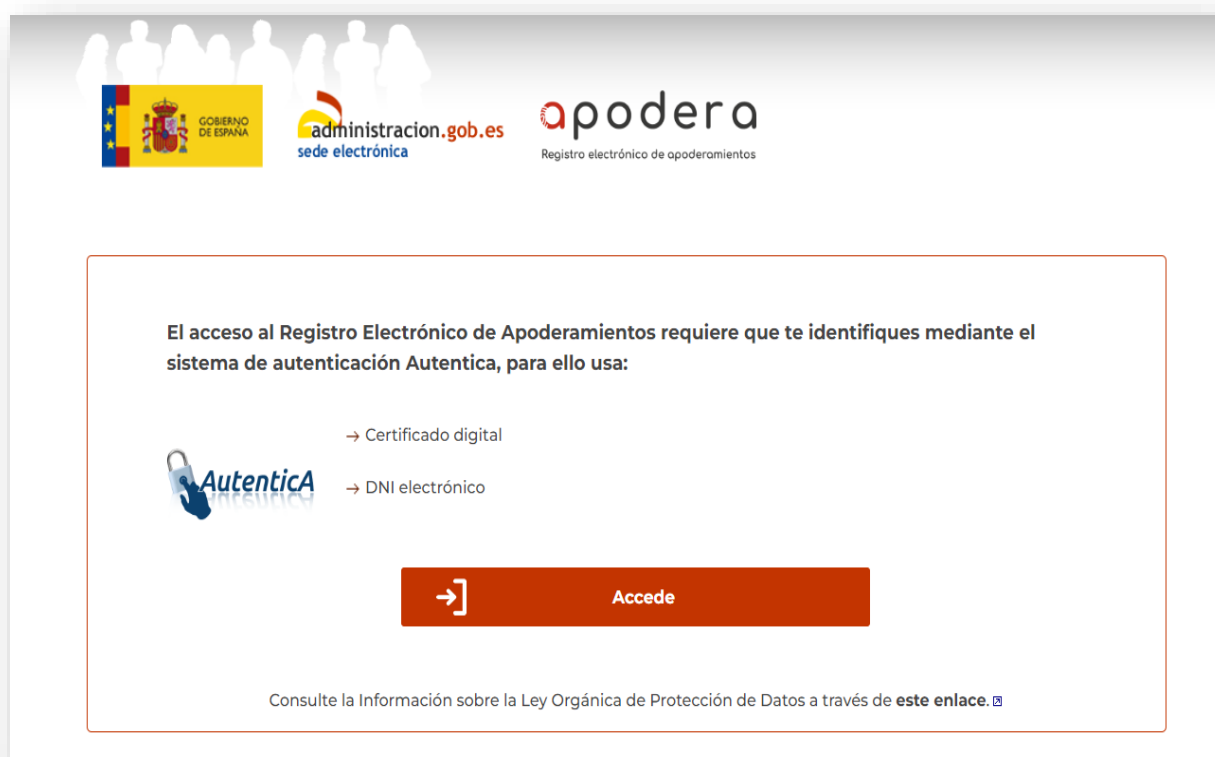 GOBIERNO
DE ESPAÑA
administracion.gob.es
sede electrónica
apodera
Registro electrónico de apoderamientos
El acceso al Registro Electrónico de Apoderamientos requiere que te identifiques mediante el
sistema de autenticación Autentica, para ello usa:
→ Certificado digital
AutenticA
→ DNI electrónico
Accede
Consulte la Información sobre la Ley Orgánica de Protección de Datos a través de este enlace.